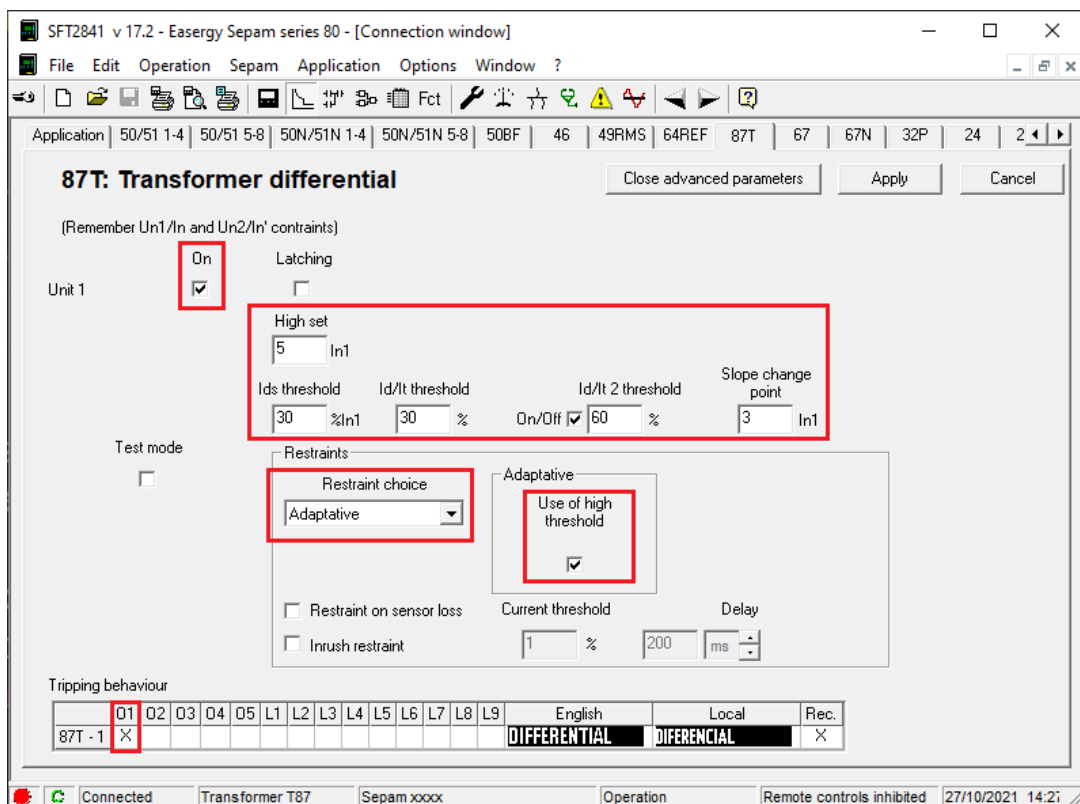 SFT2841 v 17.2 - Easergy Sepam series 80 - [Connection window]
File Edit Operation Sepam Application Options Window ?
Fct
Application 50/51 1-4 50/51 5-8 50N/51N 1-4 50N/51N 5-8 50BF 46 49RMS 64REF 87T 67 67N 32P 24 2
87T: Transformer differential
Close advanced parameters Apply Cancel
(Remember Un1/In and Un2/In' contraints)
On Latching
Unit 1
High set
5 In1
Slope change
point
Ids threshold Id/It threshold Id/It 2 threshold
30 %In1 30 % On/Off 60 % 3 In1
Test mode
Restraints
Restraint choice
Adaptative
Adaptative
Use of high
threshold
Restraint on sensor loss Current threshold Delay
Inrush restraint 1 % 200 ms
Tripping behaviour
O1 O2 O3 O4 O5 L1 L2 L3 L4 L5 L6 L7 L8 L9 English Local Rec.
87T - 1 X DIFFERENTIAL DIFERENCIAL X
Connected Transformer T87 Sepam xxxx Operation Remote controls inhibited 27/10/2021 14:27